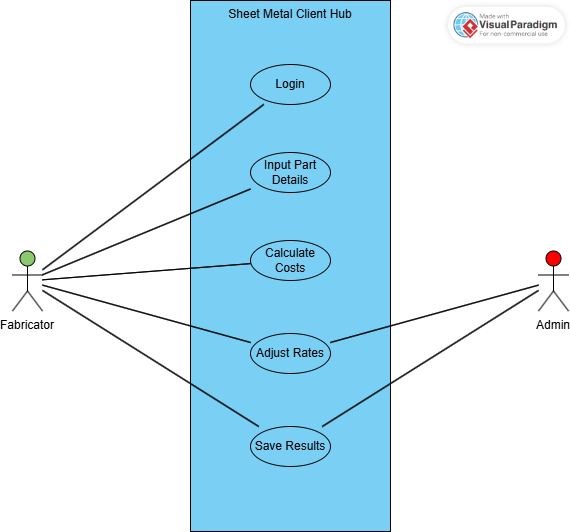 Sheet Metal Client Hub
Made with
Visual Paradigm
For non-commercial use
Login
Input Part
Details
Calculate
Costs
Fabricator
Admin
Adjust Rates
Save Results